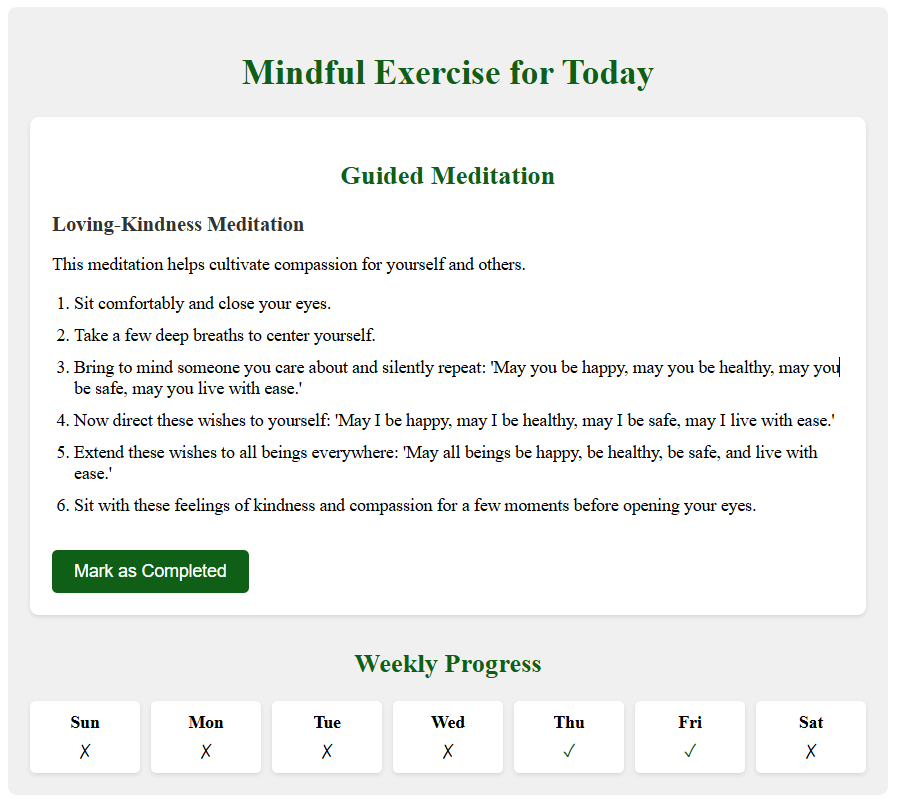 Mindful Exercise for Today
Guided Meditation
Loving-Kindness Meditation
This meditation helps cultivate compassion for yourself and others.
1. Sit comfortably and close your eyes.
2. Take a few deep breaths to center yourself.
3. Bring to mind someone you care about and silently repeat: 'May you be happy, may you be healthy, may you
be safe, may you live with ease.'
4. Now direct these wishes to yourself: 'May I be happy, may I be healthy, may I be safe, may I live with ease.'
5. Extend these wishes to all beings everywhere: 'May all beings be happy, be healthy, be safe, and live with
ease.'
6. Sit with these feelings of kindness and compassion for a few moments before opening your eyes.
Mark as Completed
Weekly Progress
Sun Mon Tue Wed Thu Fri Sat
✗ ✗ ✗ ✗ ✓ ✓ ✗